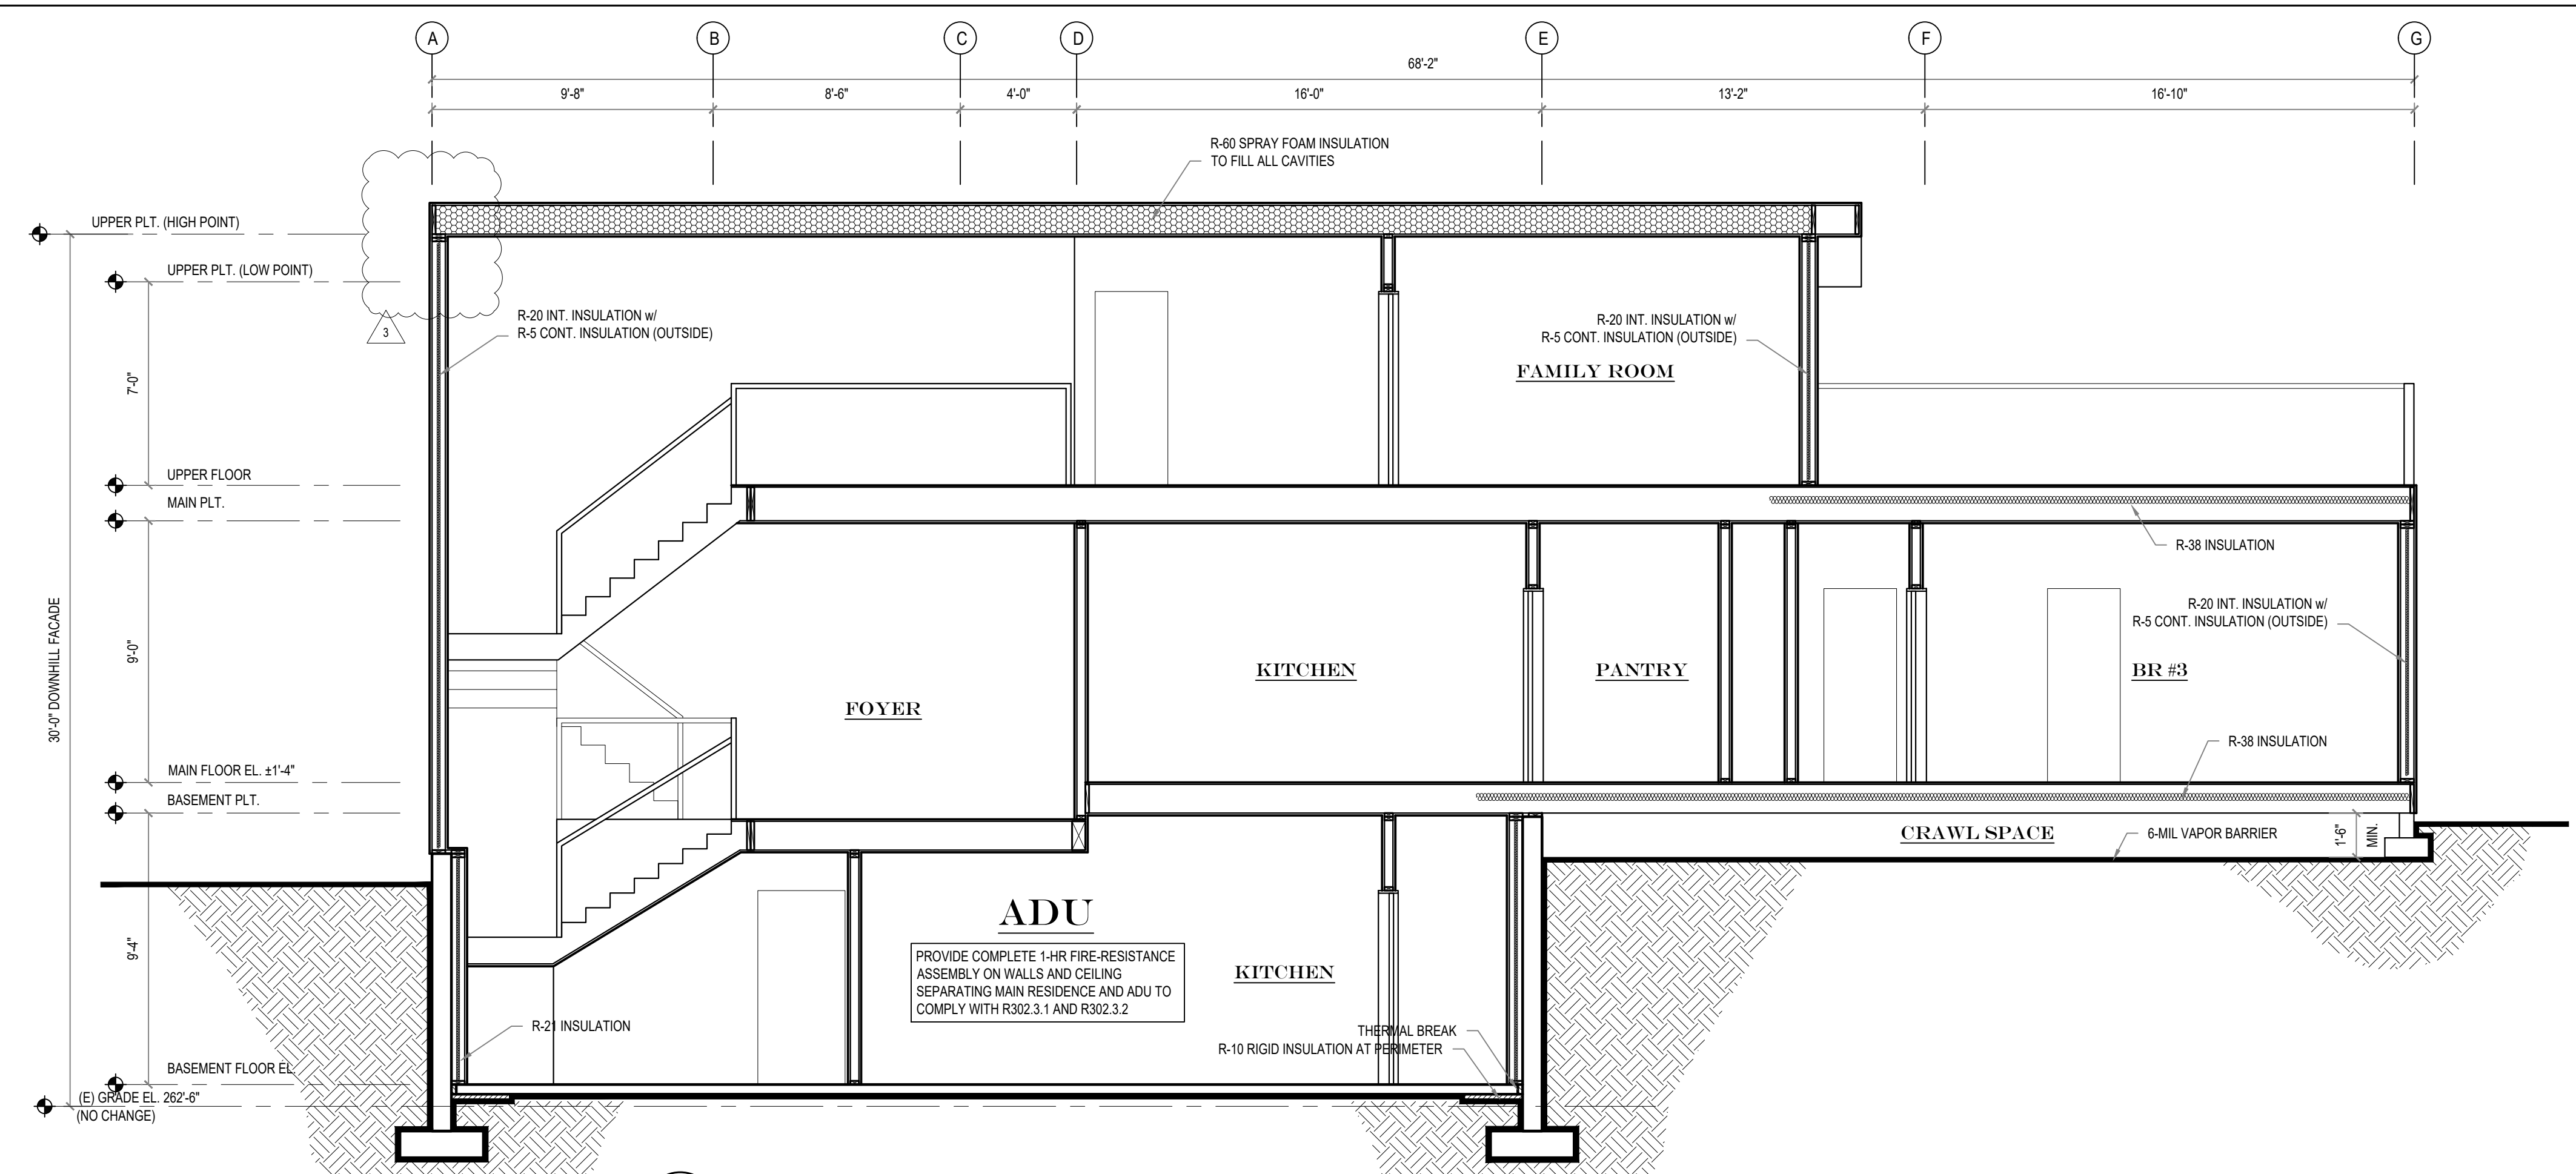 A B C D E F G
68'-2"
9'-8" 8'-6" 4'-0" 16'-0" 13'-2" 16'-10"
R-60 SPRAY FOAM INSULATION
TO FILL ALL CAVITIES
UPPER PLT. (HIGH POINT)
UPPER PLT. (LOW POINT)
3
R-20 INT. INSULATION w/
R-5 CONT. INSULATION (OUTSIDE)
R-20 INT. INSULATION w/
R-5 CONT. INSULATION (OUTSIDE)
FAMILY ROOM
7'-0"
UPPER FLOOR
MAIN PLT.
R-38 INSULATION
30'-0" DOWNHILL FACADE
9'-0"
R-20 INT. INSULATION w/
R-5 CONT. INSULATION (OUTSIDE)
FOYER
KITCHEN
PANTRY
BR #3
R-38 INSULATION
MAIN FLOOR EL. ±1'-4"
BASEMENT PLT.
CRAWL SPACE
1'-6"
MIN.
6-MIL VAPOR BARRIER
9'-4"
ADU
PROVIDE COMPLETE 1-HR FIRE-RESISTANCE
ASSEMBLY ON WALLS AND CEILING
SEPARATING MAIN RESIDENCE AND ADU TO
COMPLY WITH R302.3.1 AND R302.3.2
KITCHEN
R-21 INSULATION
THERMAL BREAK
R-10 RIGID INSULATION AT PERIMETER
BASEMENT FLOOR EL.
(E) GRADE EL. 262'-6"
(NO CHANGE)